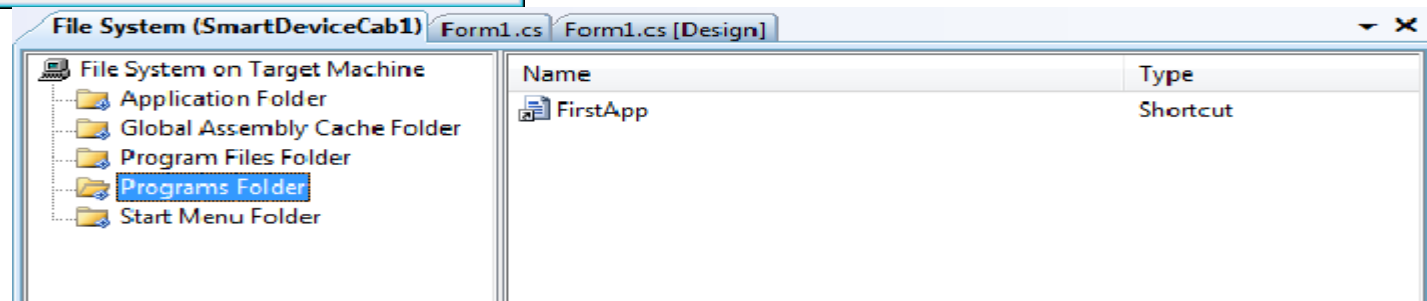 File System (SmartDeviceCab1) Form1.cs Form1.cs [Design]
File System on Target Machine
Application Folder
Global Assembly Cache Folder
Program Files Folder
Programs Folder
Start Menu Folder
Name Type
FirstApp Shortcut